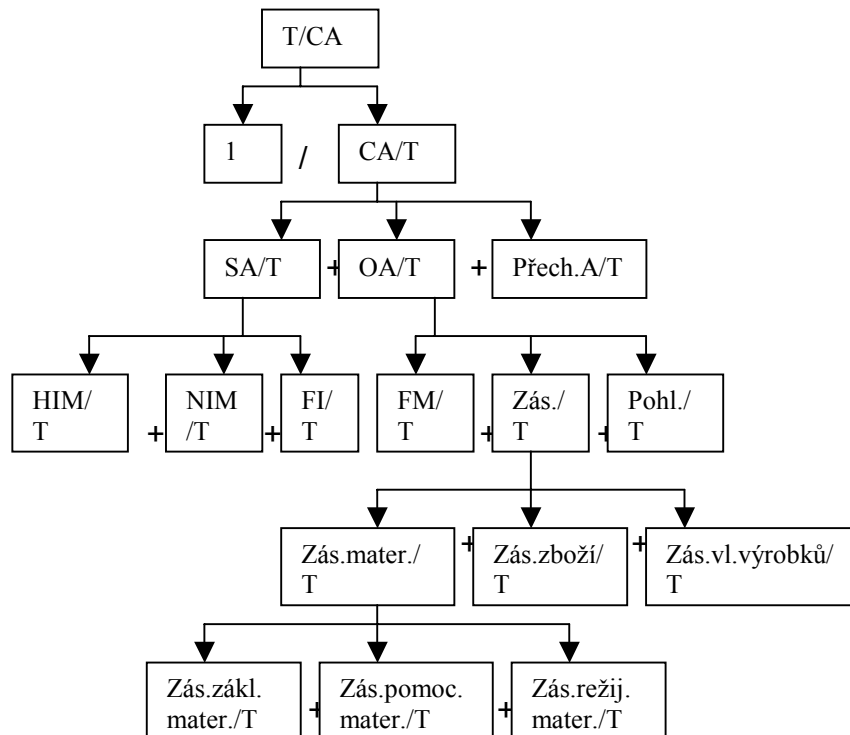 T/CA
1 / CA/T
SA/T + OA/T + Přech.A/T
HIM/
T
+
NIM
/T
+
FI/
T
FM/
T
+
Zás./
T
+
Pohl./
T
Zás.mater./
T
+
Zás.zboží/
T
+
Zás.vl.výrobků/
T
Zás.zákl.
mater./T
+
Zás.pomoc.
mater./T
+
Zás.režij.
mater./T